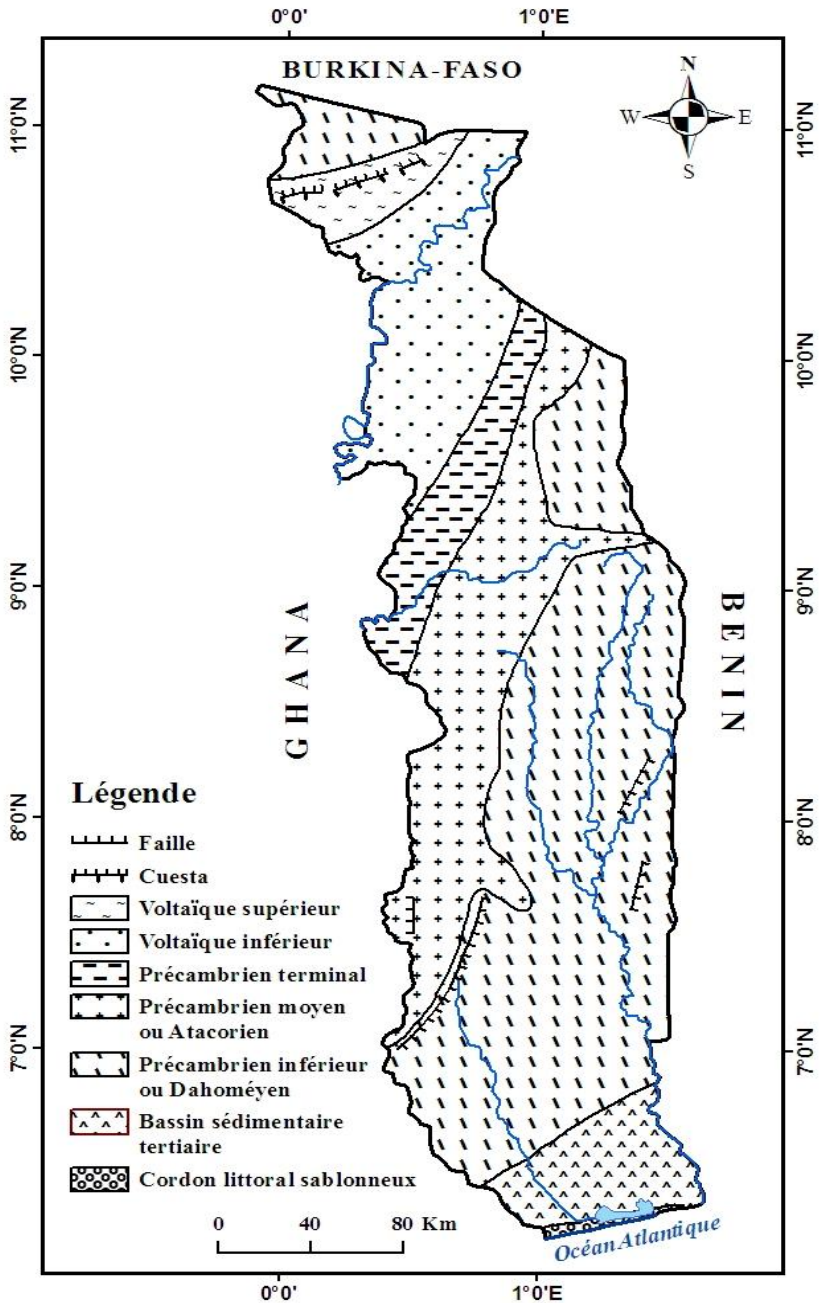 0°0' 1°0'E
BURKINA-FASO
N
W E
S
11°0'N 11°0'N
10°0'N 10°0'N
9°0'N 9°0'N
GHANA
BENIN
8°0'N 8°0'N
7°0'N 7°0'N
Légende
Faille
Cuesta
Voltaïque supérieur
Voltaïque inférieur
Précambrien terminal
Précambrien moyen
ou Atacorien
Précambrien inférieur
ou Dahoméyen
Bassin sédimentaire
tertiaire
Cordon littoral sablonneux
0 40 80 Km
Océan Atlantique
0°0' 1°0'E